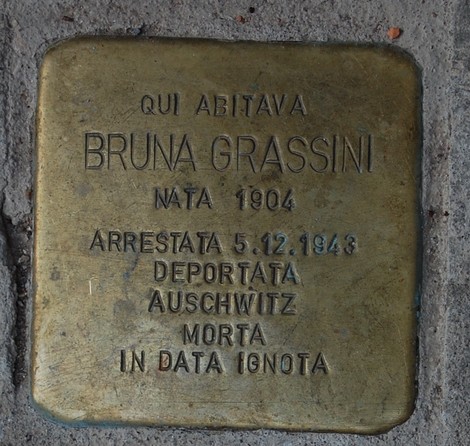 QUI ABITAVA
BRUNA GRASSINI
NATA 1904
ARRESTATA 5.12.1943
DEPORTATA
AUSCHWITZ
MORTA
IN DATA IGNOTA